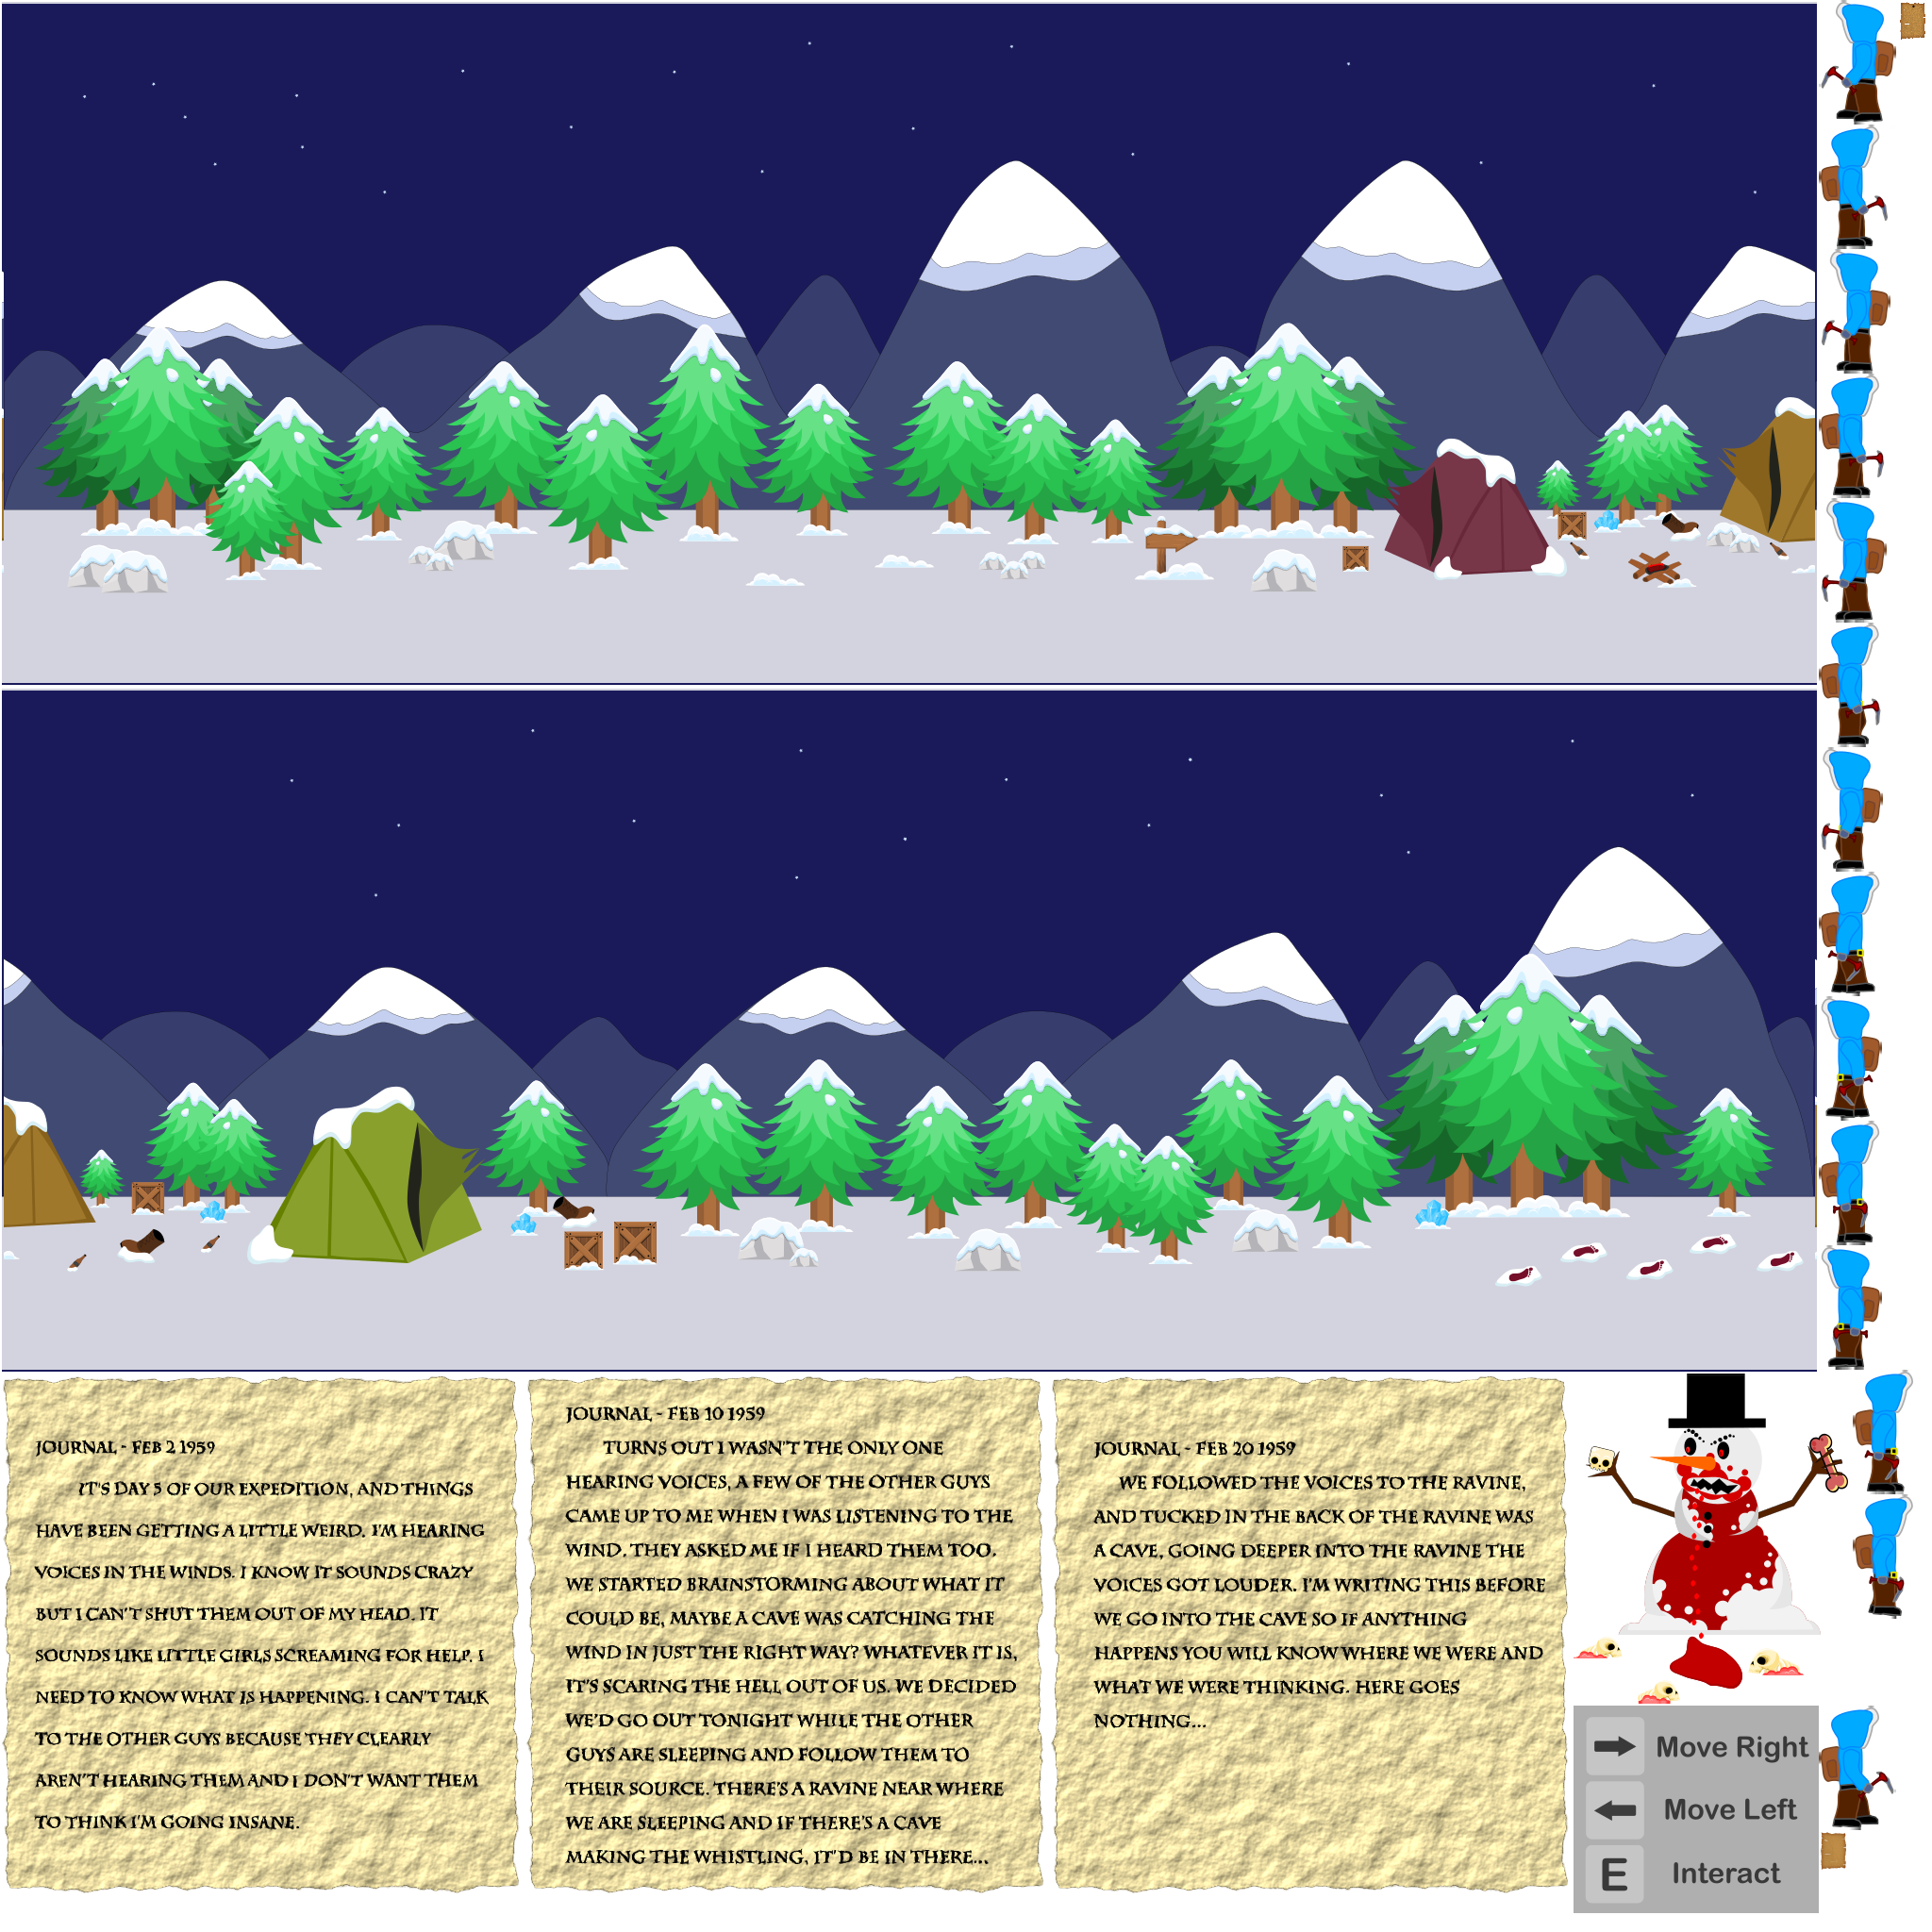 JOURNAL - FEB 2 1959
IT'S DAY 5 OF OUR EXPEDITION, AND THINGS
HAVE BEEN GETTING A LITTLE WEIRD. I'M HEARING
VOICES IN THE WINDS. I KNOW IT SOUNDS CRAZY
BUT I CAN'T SHUT THEM OUT OF MY HEAD. IT
SOUNDS LIKE LITTLE GIRLS SCREAMING FOR HELP. I
NEED TO KNOW WHAT IS HAPPENING. I CAN'T TALK
TO THE OTHER GUYS BECAUSE THEY CLEARLY
AREN'T HEARING THEM AND I DON'T WANT THEM
TO THINK I'M GOING INSANE.
JOURNAL - FEB 10 1959
TURNS OUT I WASN'T THE ONLY ONE
HEARING VOICES, A FEW OF THE OTHER GUYS
CAME UP TO ME WHEN I WAS LISTENING TO THE
WIND. THEY ASKED ME IF I HEARD THEM TOO.
WE STARTED BRAINSTORMING ABOUT WHAT IT
COULD BE, MAYBE A CAVE WAS CATCHING THE
WIND IN JUST THE RIGHT WAY? WHATEVER IT IS,
IT'S SCARING THE HELL OUT OF US. WE DECIDED
WE'D GO OUT TONIGHT WHILE THE OTHER
GUYS ARE SLEEPING AND FOLLOW THEM TO
THEIR SOURCE. THERE'S A RAVINE NEAR WHERE
WE ARE SLEEPING AND IF THERE'S A CAVE
MAKING THE WHISTLING, IT'D BE IN THERE...
JOURNAL - FEB 20 1959
WE FOLLOWED THE VOICES TO THE RAVINE,
AND TUCKED IN THE BACK OF THE RAVINE WAS
A CAVE, GOING DEEPER INTO THE RAVINE THE
VOICES GOT LOUDER. I'M WRITING THIS BEFORE
WE GO INTO THE CAVE SO IF ANYTHING
HAPPENS YOU WILL KNOW WHERE WE WERE AND
WHAT WE WERE THINKING. HERE GOES
NOTHING...
Move Right
Move Left
E Interact